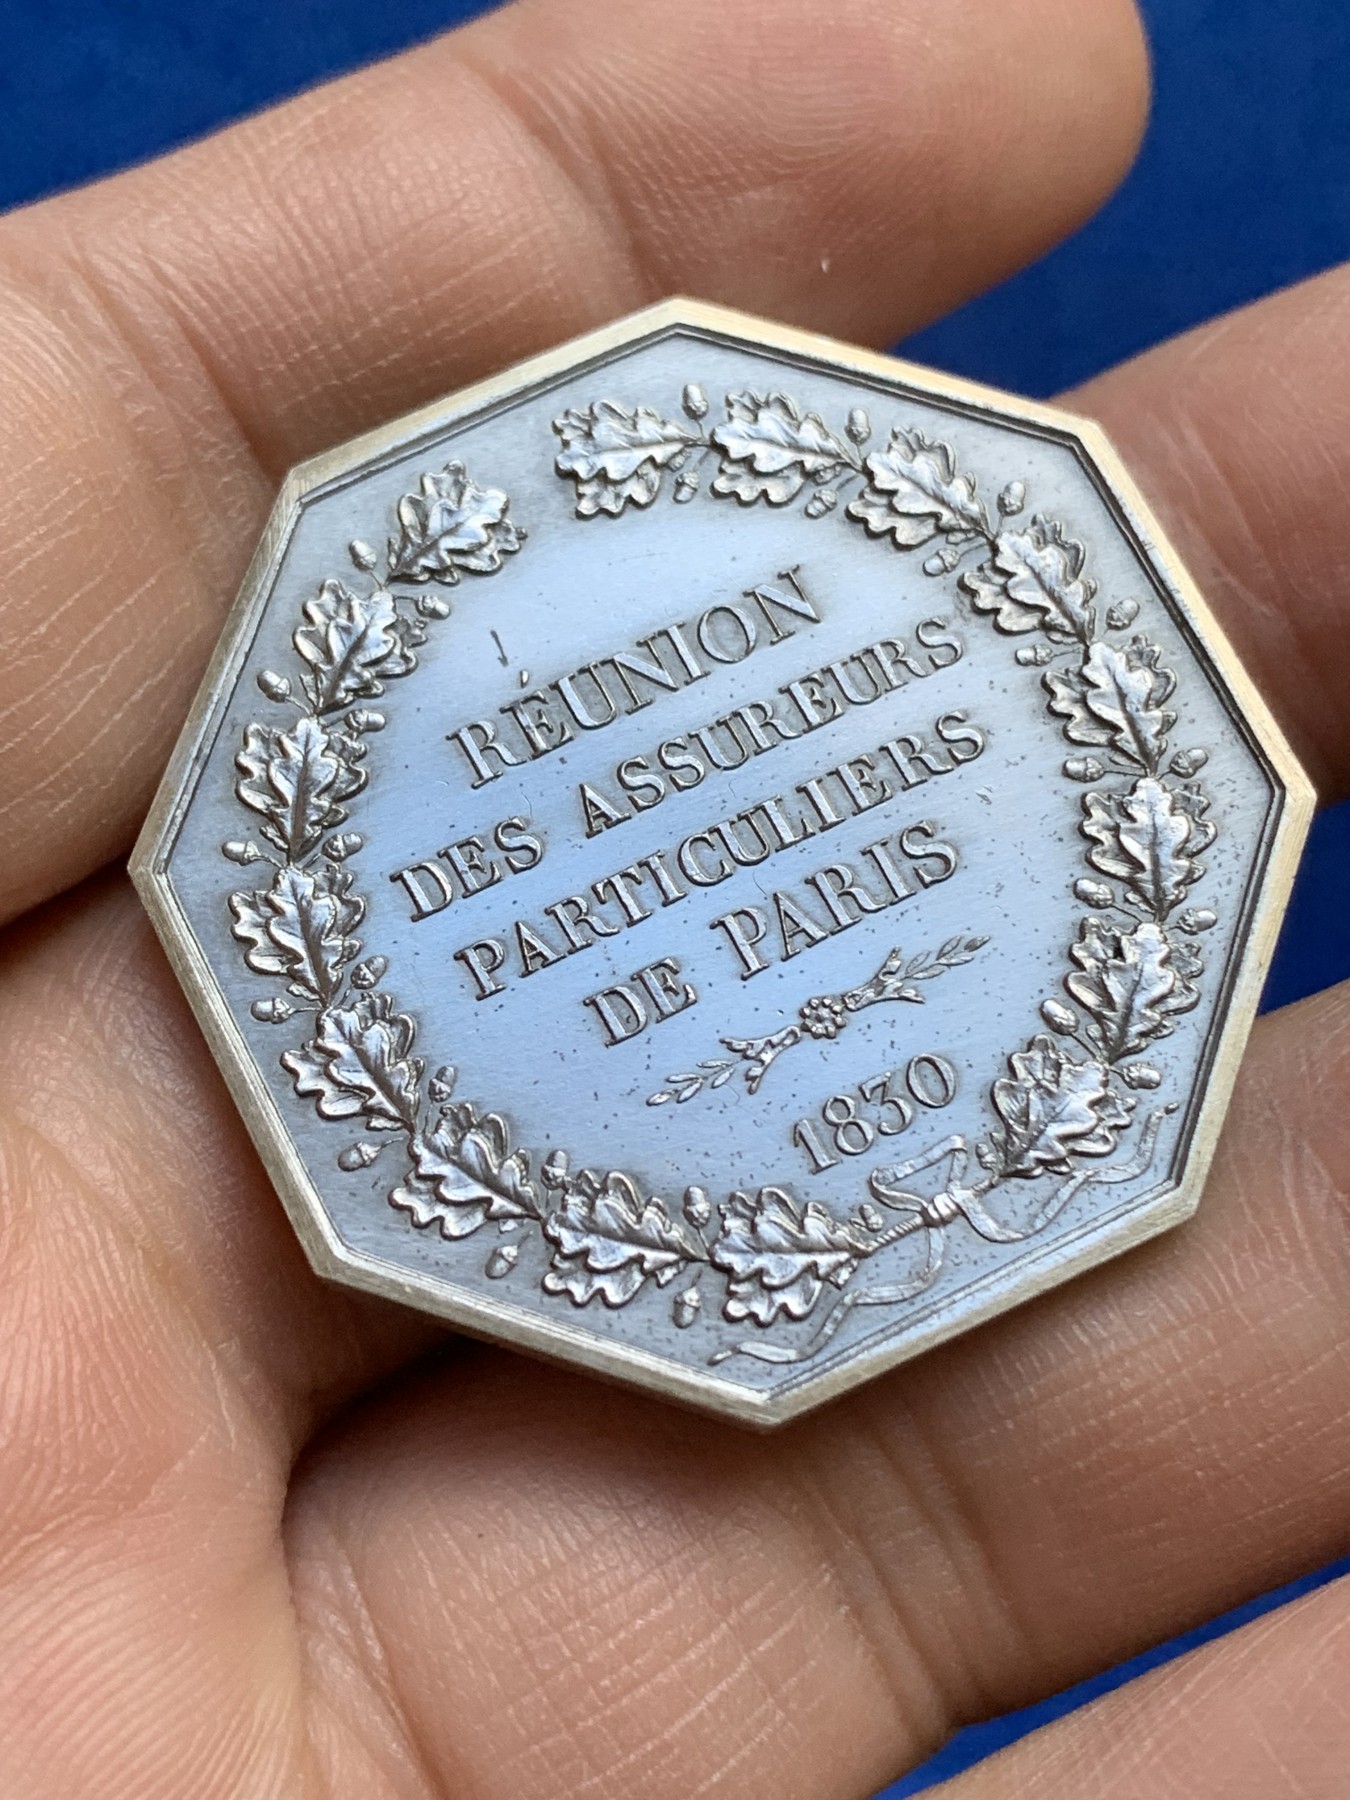 RÉUNION
DES ASSUREURS
PARTICULIERS
DE PARIS
1830